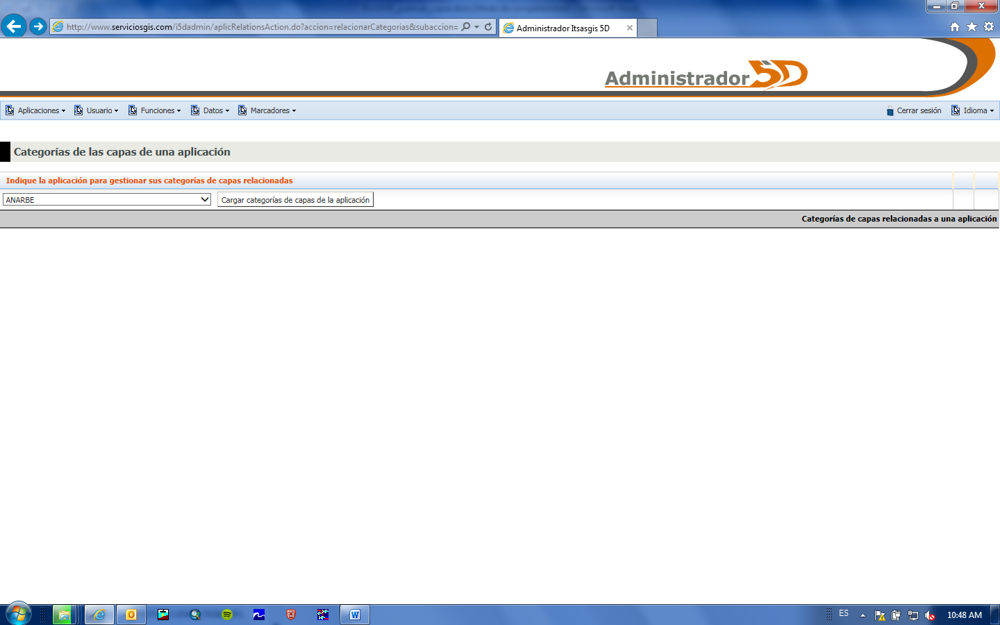 http://www.serviciosgis.com/i5dadmin/aplicRelationsAction.do?accion=relacionarCategorias&subaccion=
Administrador Itsasgis 5D
Administrador 5D
Aplicaciones Usuario Funciones Datos Marcadores Cerrar sesión Idioma
Categorías de las capas de una aplicación
Indique la aplicación para gestionar sus categorías de capas relacionadas
ANARBE Cargar categorías de capas de la aplicación
Categorías de capas relacionadas a una aplicación
ES 10:48 AM